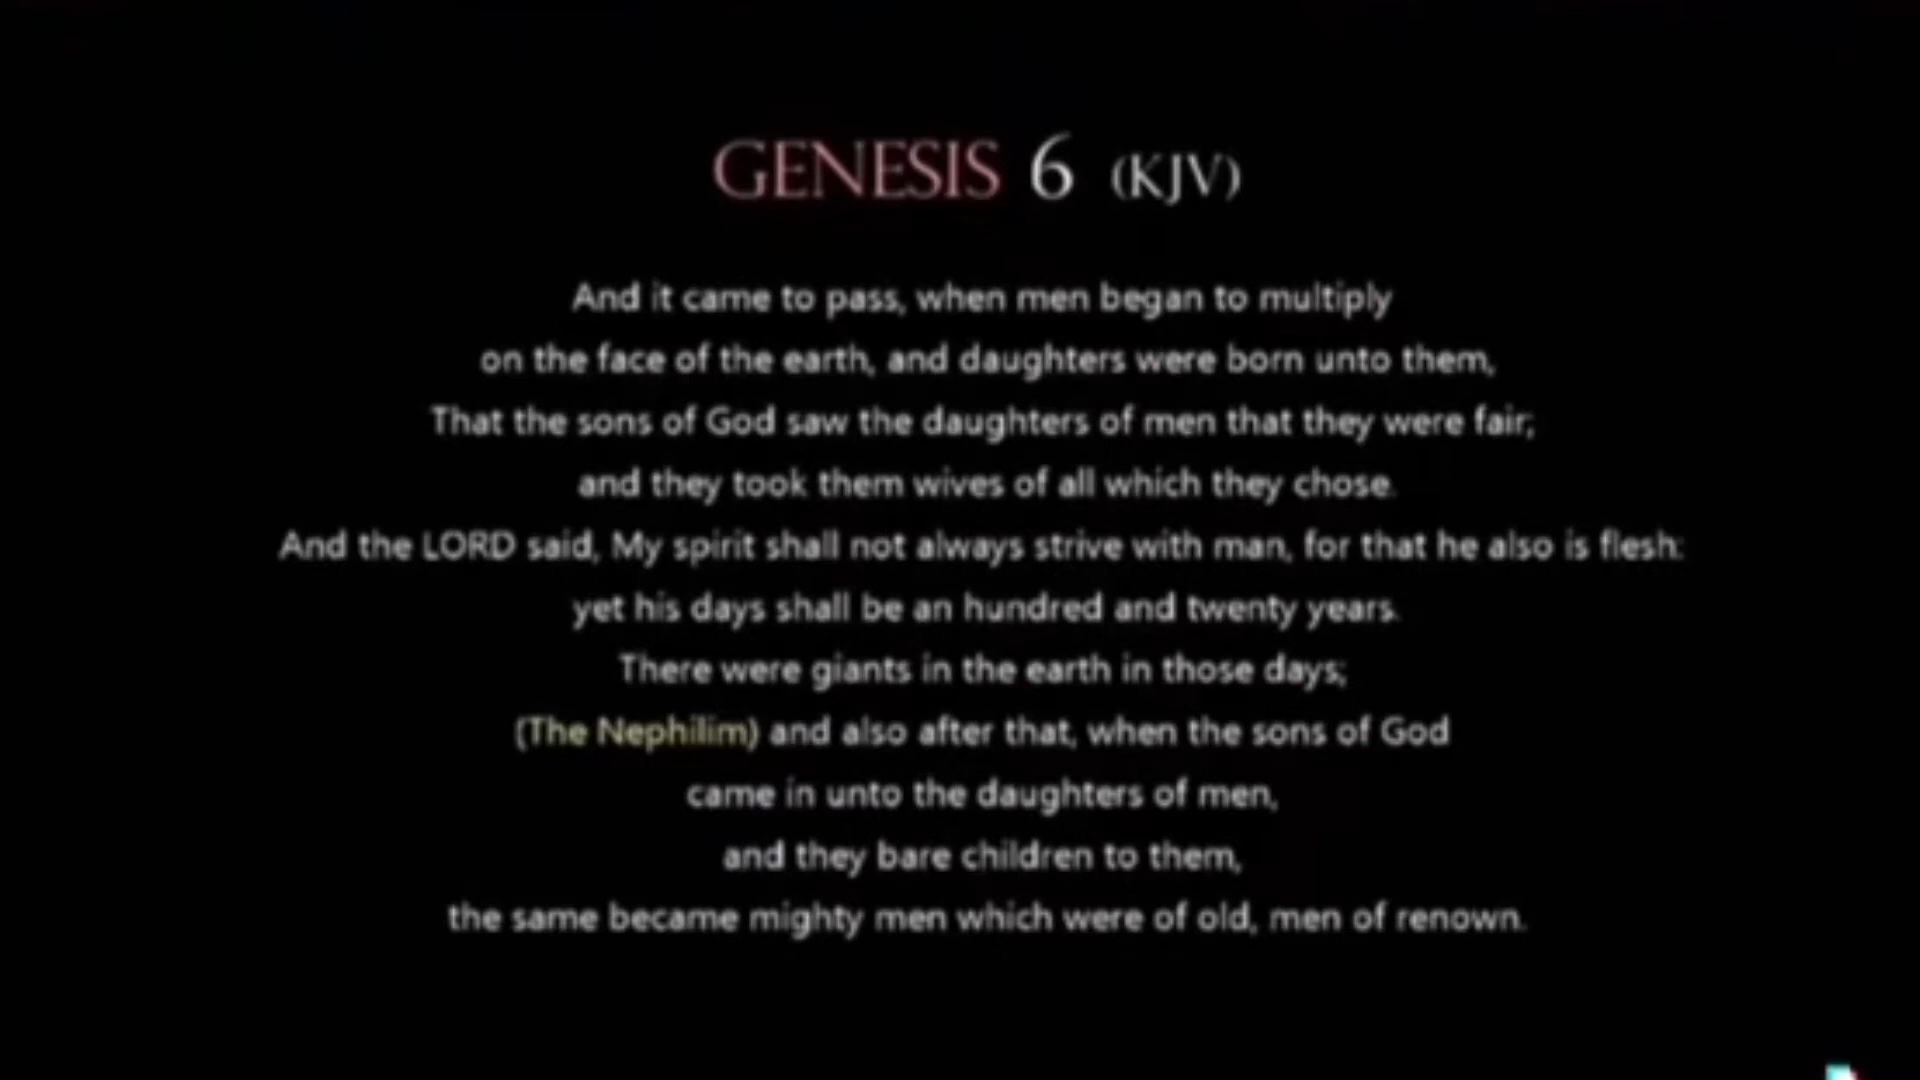 GENESIS 6 (KJV)
And it came to pass, when men began to multiply
on the face of the earth, and daughters were born unto them,
That the sons of God saw the daughters of men that they were fair;
and they took them wives of all which they chose.
And the LORD said, My spirit shall not always strive with man, for that he also is flesh:
yet his days shall be an hundred and twenty years.
There were giants in the earth in those days;
(The Nephilim) and also after that, when the sons of God
came in unto the daughters of men,
and they bare children to them,
the same became mighty men which were of old, men of renown.